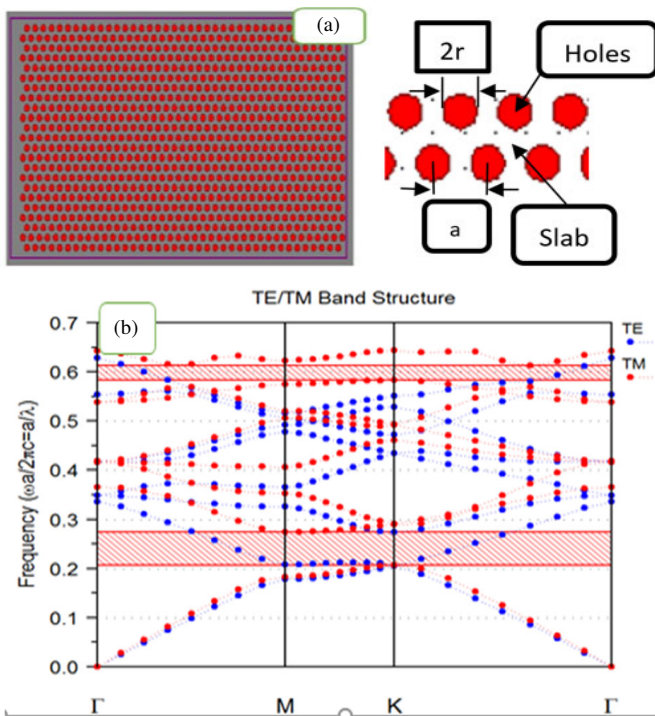 (a)
2r
Holes
a
Slab
TE/TM Band Structure
(b)
TE
TM
0.7
0.6
0.5
0.4
0.3
0.2
0.1
0.0
Frequency (ωa/2πc=a/λ)
Γ M K Γ